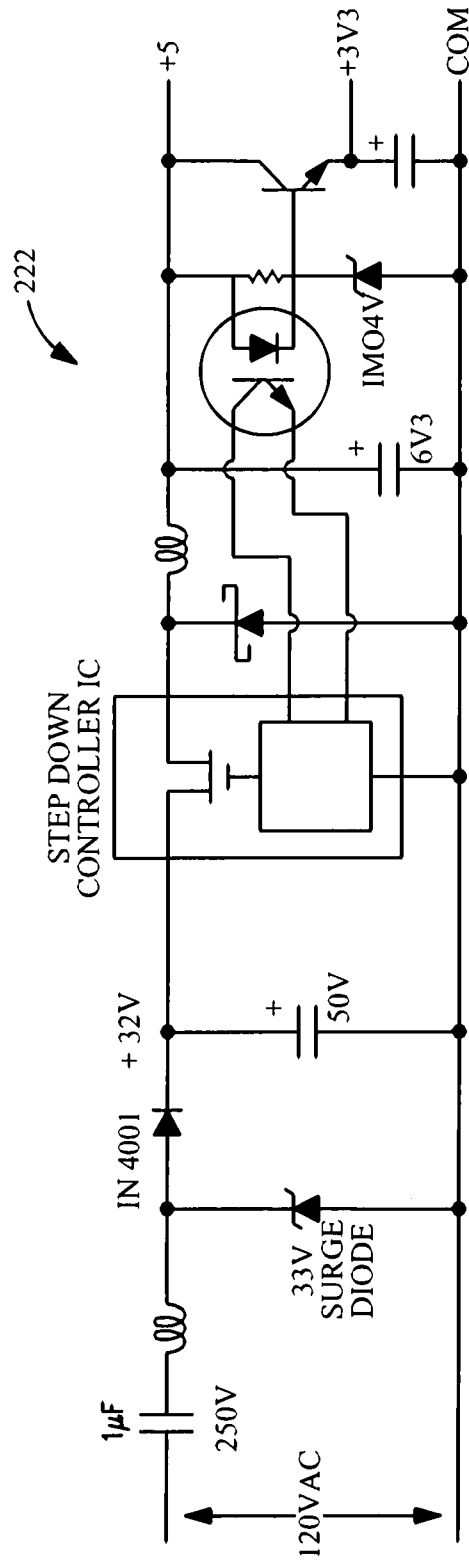 222
1µF
250V
120VAC
33V
SURGE
DIODE
IN 4001
+ 32V
+
50V
STEP DOWN
CONTROLLER IC
+
6V3
IMO4V
+5
+3V3
+
COM